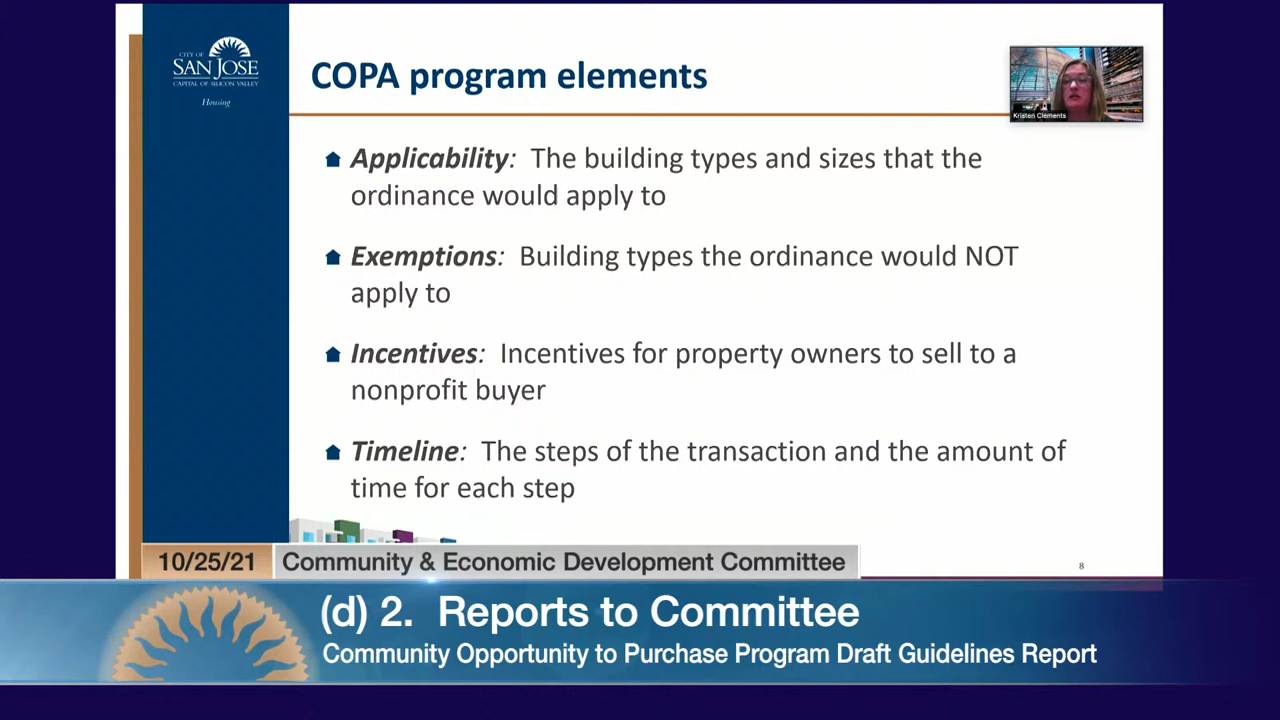 CITY OF
SAN JOSE
CAPITAL OF SILICON VALLEY
Housing
COPA program elements
Kristen Clements
Applicability: The building types and sizes that the
ordinance would apply to
Exemptions: Building types the ordinance would NOT
apply to
Incentives: Incentives for property owners to sell to a
nonprofit buyer
Timeline: The steps of the transaction and the amount of
time for each step
8
10/25/21 Community & Economic Development Committee
(d) 2. Reports to Committee
Community Opportunity to Purchase Program Draft Guidelines Report